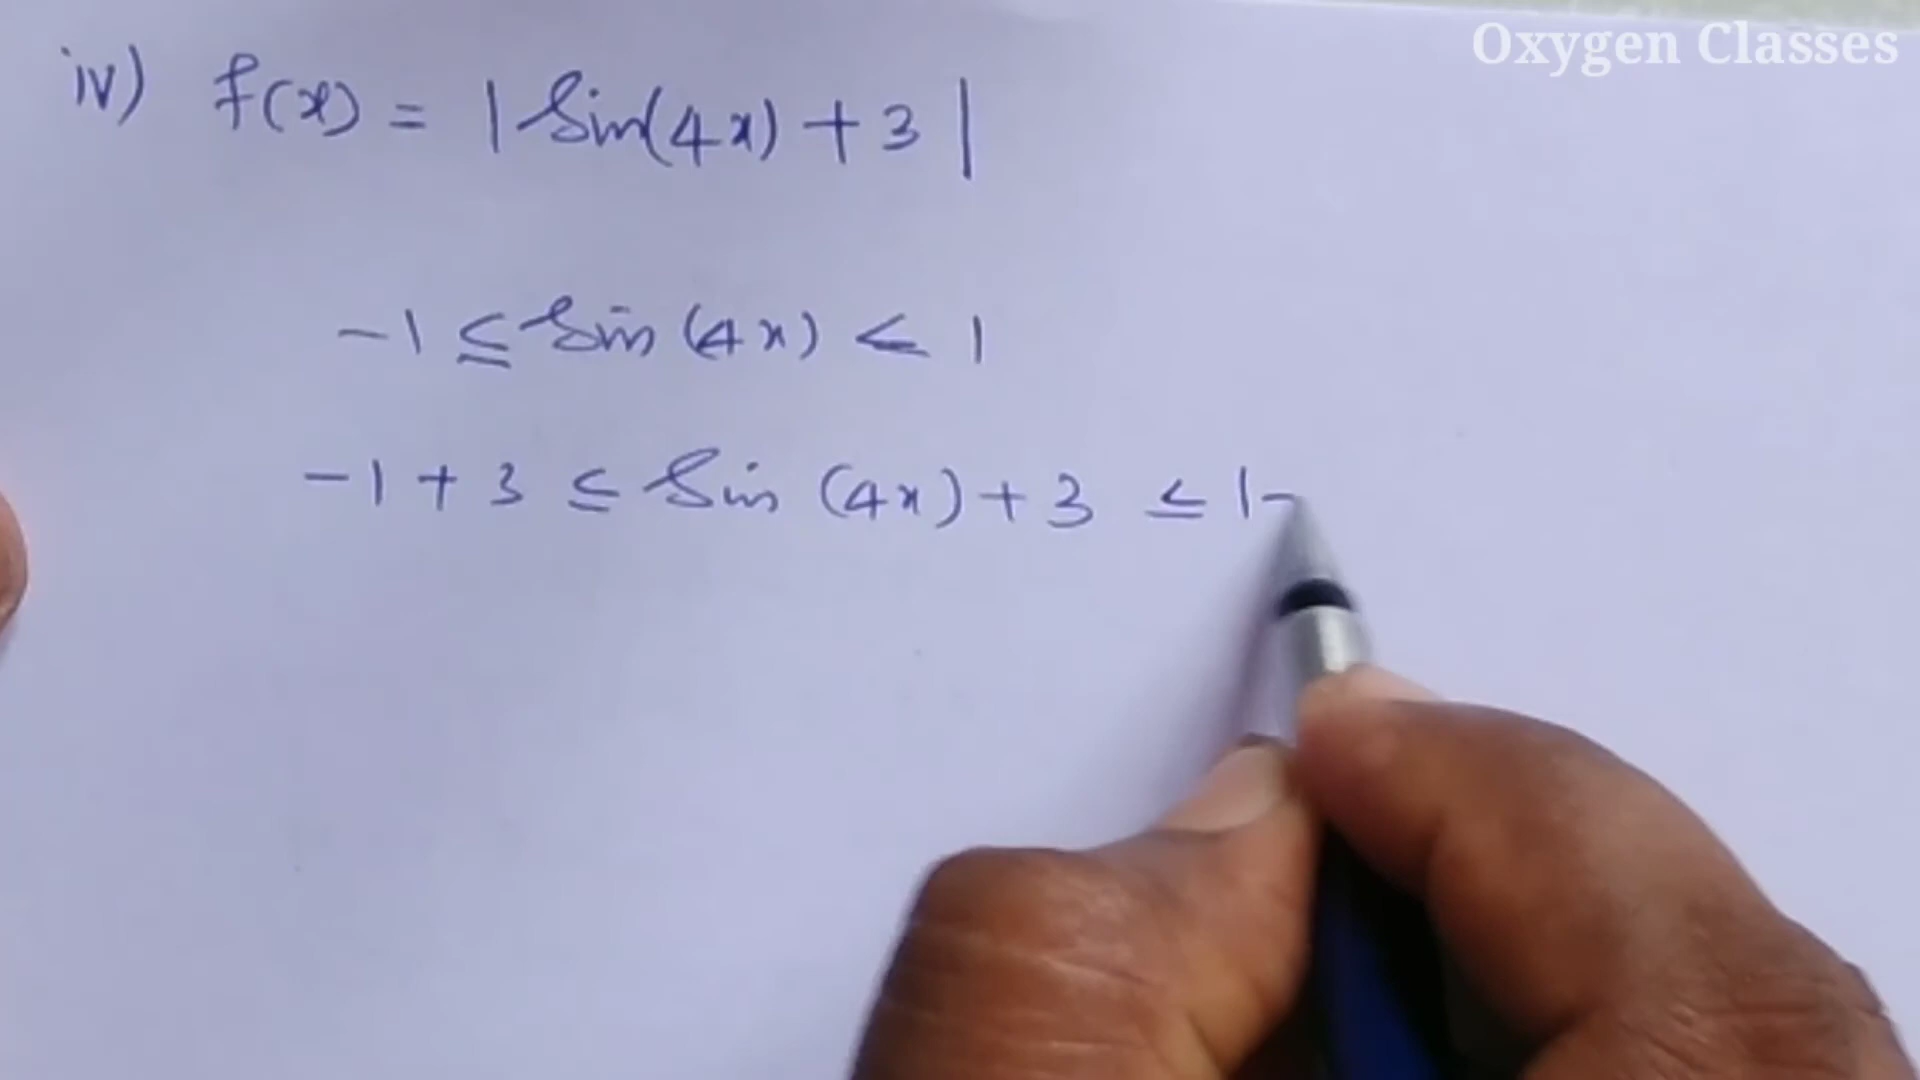 Oxygen Classes
iv) f(x) = |Sin(4x) + 3|
-1 ≤ Sin (4x) ≤ 1
-1 + 3 ≤ Sin (4x) + 3 ≤ 1-